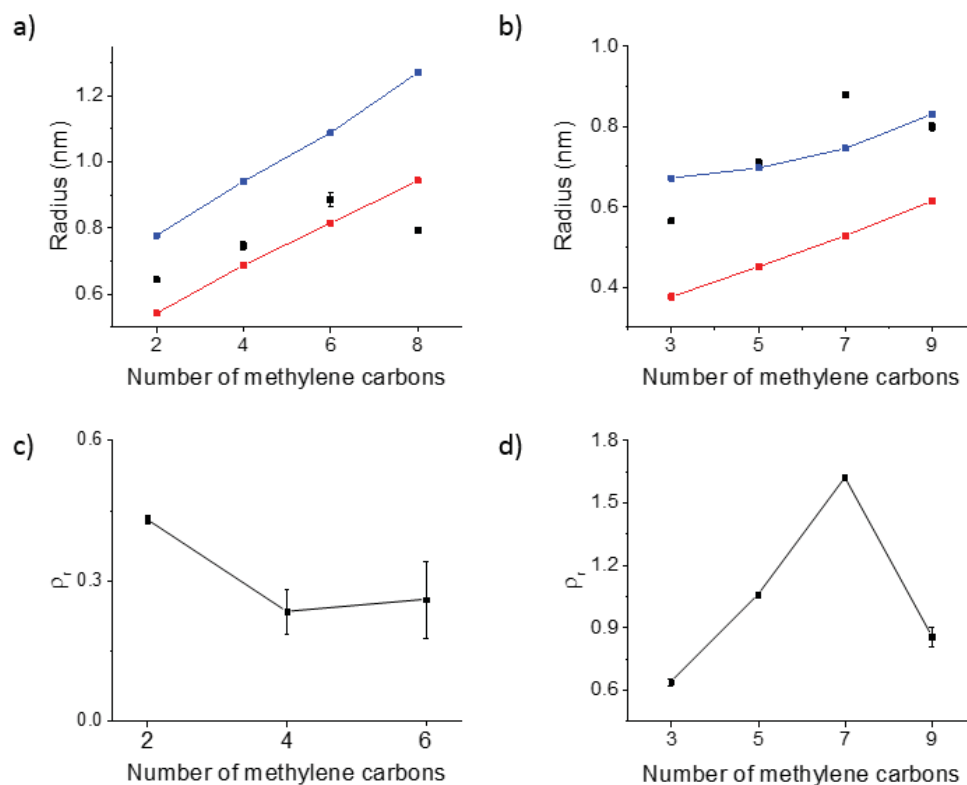 a)
1.2
1.0
0.8
0.6
Radius (nm)
2 4 6 8
Number of methylene carbons
b)
1.0
0.8
0.6
0.4
Radius (nm)
3 5 7 9
Number of methylene carbons
c)
0.6
0.3
0.0
ρr
2 4 6
Number of methylene carbons
d)
1.8
1.5
1.2
0.9
0.6
ρr
3 5 7 9
Number of methylene carbons